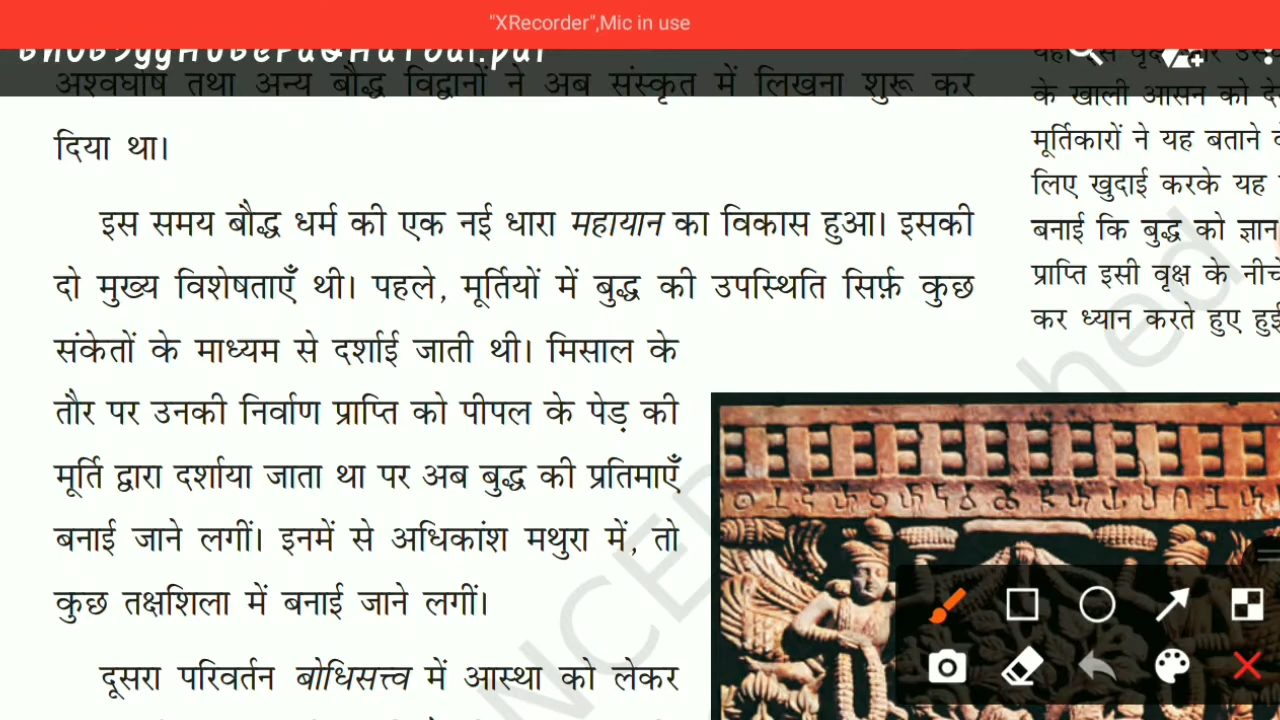 "XRecorder",Mic in use
अश्वघोष तथा अन्य बौद्ध विद्वानों ने अब संस्कृत में लिखना शुरू कर
दिया था।
इस समय बौद्ध धर्म की एक नई धारा महायान का विकास हुआ। इसकी
दो मुख्य विशेषताएँ थी। पहले, मूर्तियों में बुद्ध की उपस्थिति सिर्फ़ कुछ
संकेतों के माध्यम से दर्शाई जाती थी। मिसाल के
तौर पर उनकी निर्वाण प्राप्ति को पीपल के पेड़ की
मूर्ति द्वारा दर्शाया जाता था पर अब बुद्ध की प्रतिमाएँ
बनाई जाने लगीं। इनमें से अधिकांश मथुरा में, तो
कुछ तक्षशिला में बनाई जाने लगीं।
दूसरा परिवर्तन बोधिसत्त्व में आस्था को लेकर
के खाली आसन को
मूर्तिकारों ने यह बताने
लिए खुदाई करके यह
बनाई कि बुद्ध को ज्ञान
प्राप्ति इसी वृक्ष के नीचे
कर ध्यान करते हुए हुई